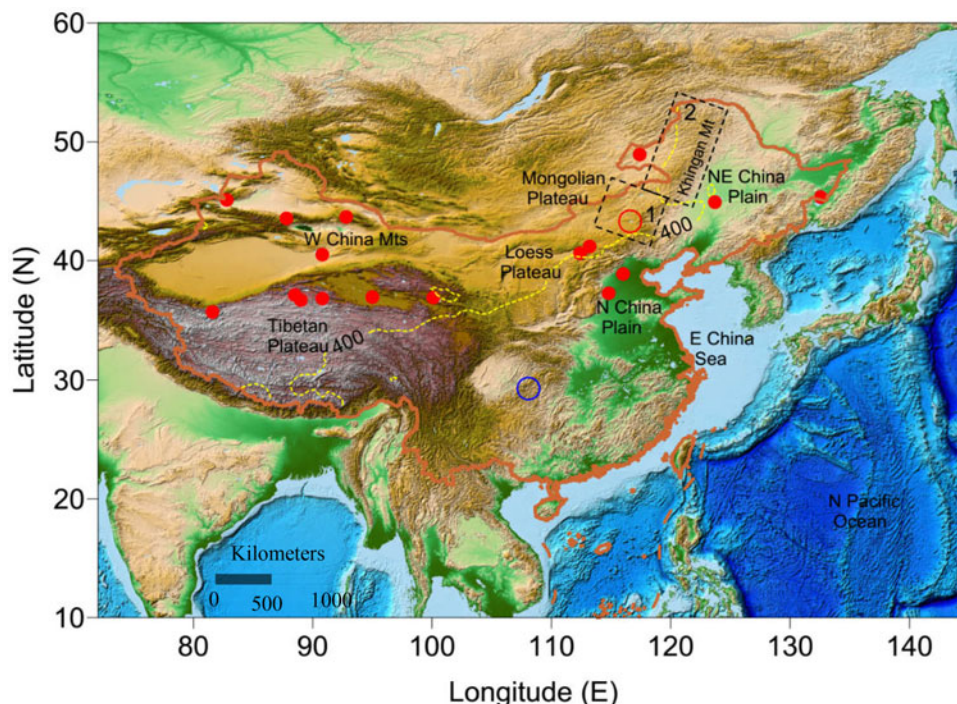 60
50
40
30
20
10
Latitude (N)
2
Khingan Mt
Mongolian
Plateau
NE China
Plain
1
400
W China Mts
Loess
Plateau
N China
Plain
Tibetan
Plateau
400
E China
Sea
N Pacific
Ocean
Kilometers
0 500 1000
80 90 100 110 120 130 140
Longitude (E)